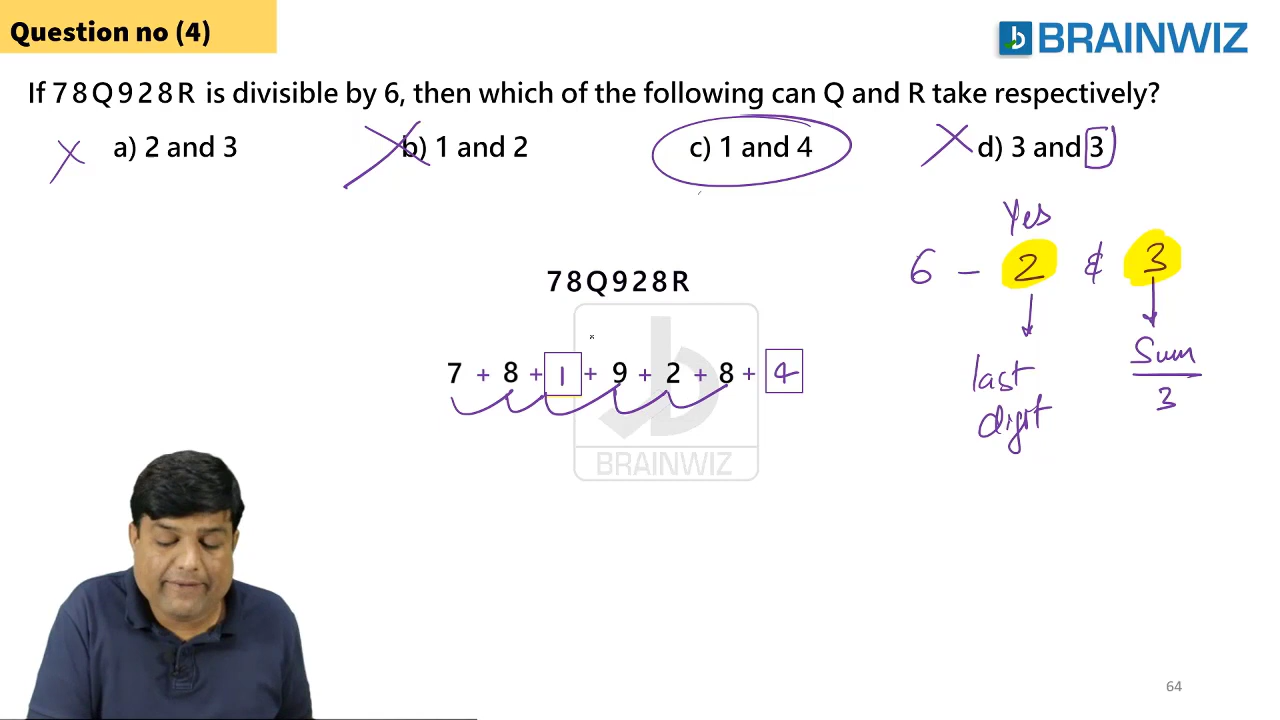 Question no (4)
BRAINWIZ
If 78Q928R is divisible by 6, then which of the following can Q and R take respectively?
a) 2 and 3 b) 1 and 2 c) 1 and 4 d) 3 and 3
Yes
6 - 2 & 3
78Q928R
last digit
Sum
3
7 + 8 + 1 + 9 + 2 + 8 + 4
BRAINWIZ
64